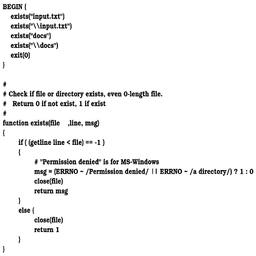 BEGIN {
    exists("input.txt")
    exists("\\input.txt")
    exists("docs")
    exists("\\docs")
    exit(0)
}

#
# Check if file or directory exists, even 0-length file.
#   Return 0 if not exist, 1 if exist
#
function exists(file    ,line, msg)
{
        if ( (getline line < file) == -1 )
        {
                # "Permission denied" is for MS-Windows
                msg = (ERRNO ~ /Permission denied/ || ERRNO ~ /a directory/) ? 1 : 0
                close(file)
                return msg
        }
        else {
                close(file)
                return 1
        }
}